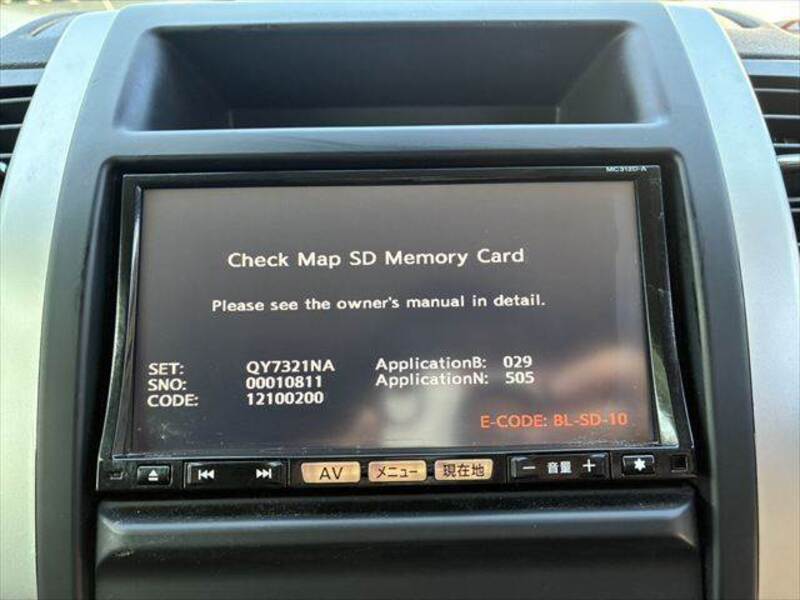 MC312D-A
Check Map SD Memory Card
Please see the owner's manual in detail.
SET: QY7321NA ApplicationB: 029
SNO: 00010811 ApplicationN: 505
CODE: 12100200
E-CODE: BL-SD-10
AV メニュー 現在地 − 音量 +